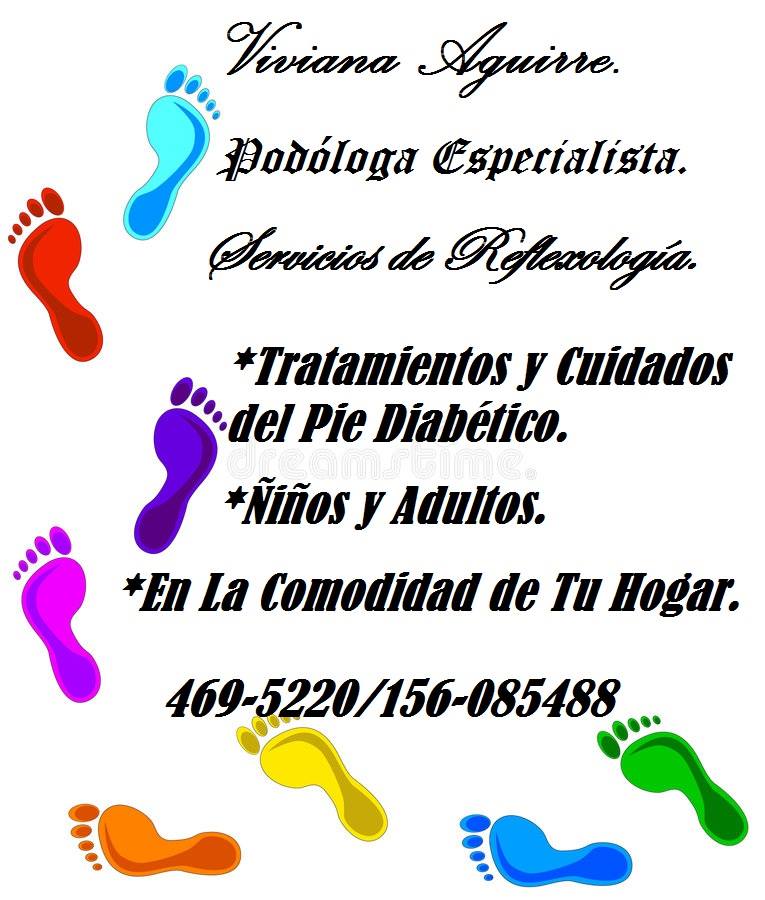 Viviana Aguirre.
Podóloga Especialista.
Servicios de Reflexología.
*Tratamientos y Cuidados
del Pie Diabético.
dreamstime.
*Ñiños y Adultos.
*En La Comodidad de Tu Hogar.
469-5220/156-085488